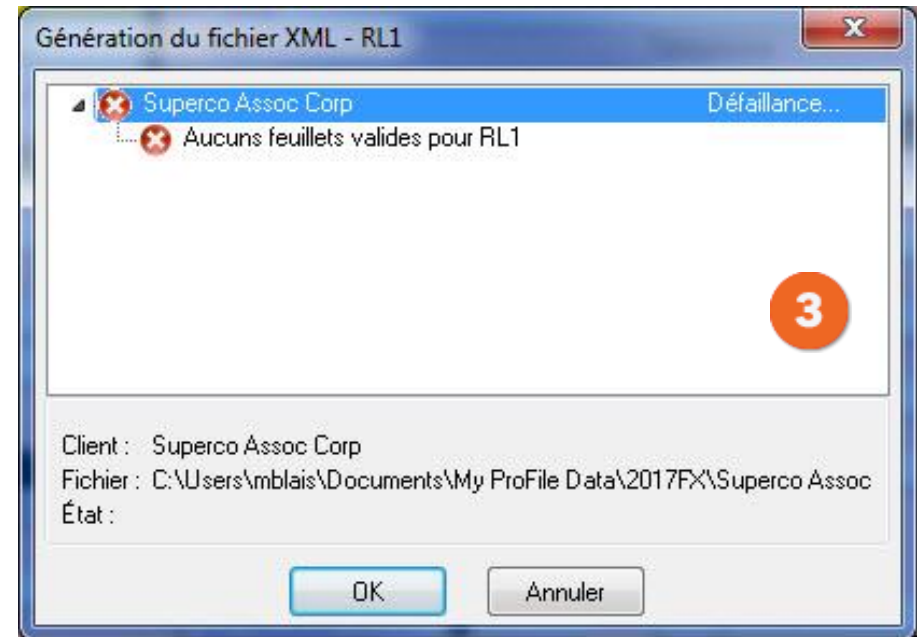 Génération du fichier XML - RL1
Superco Assoc Corp Défaillance...
Aucuns feuillets valides pour RL1
3
Client : Superco Assoc Corp
Fichier : C:\Users\mblais\Documents\My ProFile Data\2017FX\Superco Assoc
État :
OK Annuler